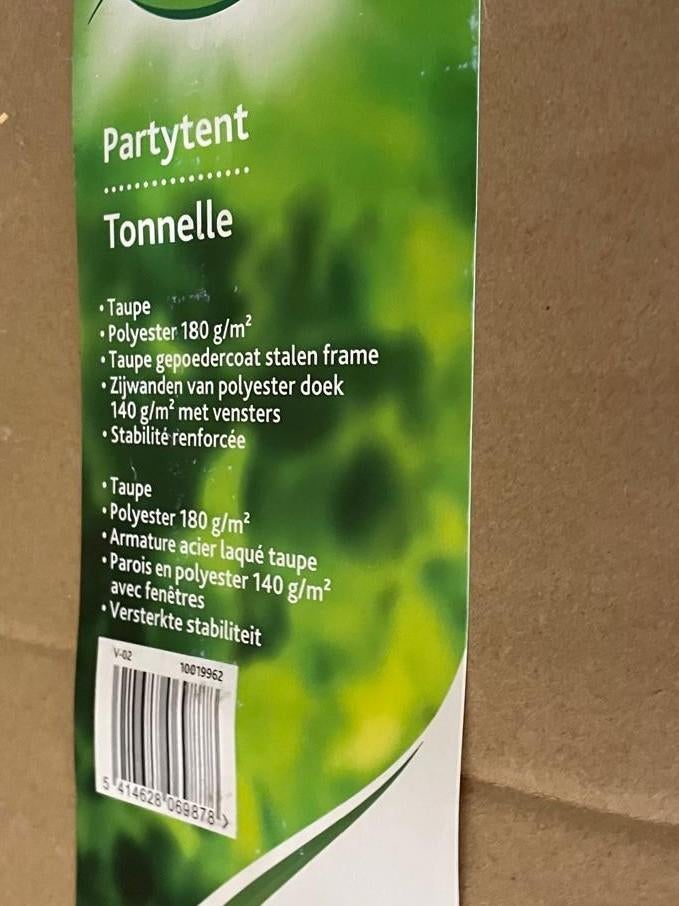 Partytent
Tonnelle
• Taupe
• Polyester 180 g/m²
• Taupe gepoedercoat stalen frame
• Zijwanden van polyester doek
140 g/m² met vensters
• Stabilité renforcée
• Taupe
• Polyester 180 g/m²
• Armature acier laqué taupe
• Parois en polyester 140 g/m²
avec fenêtres
• Versterkte stabiliteit
V-02 10019962
5 414628 069878 >